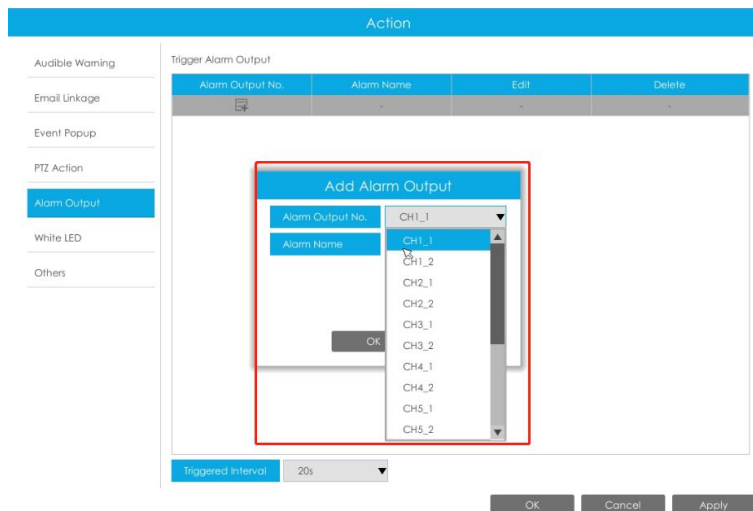 Action
Audible Warning
Email Linkage
Event Popup
PTZ Action
Alarm Output
White LED
Others
Trigger Alarm Output
Alarm Output No. Alarm Name Edit Delete
- - -
Add Alarm Output
Alarm Output No. CH1_1
Alarm Name
CH1_1
CH1_2
CH2_1
CH2_2
CH3_1
CH3_2
CH4_1
CH4_2
CH5_1
CH5_2
OK
Triggered Interval 20s
OK Cancel Apply